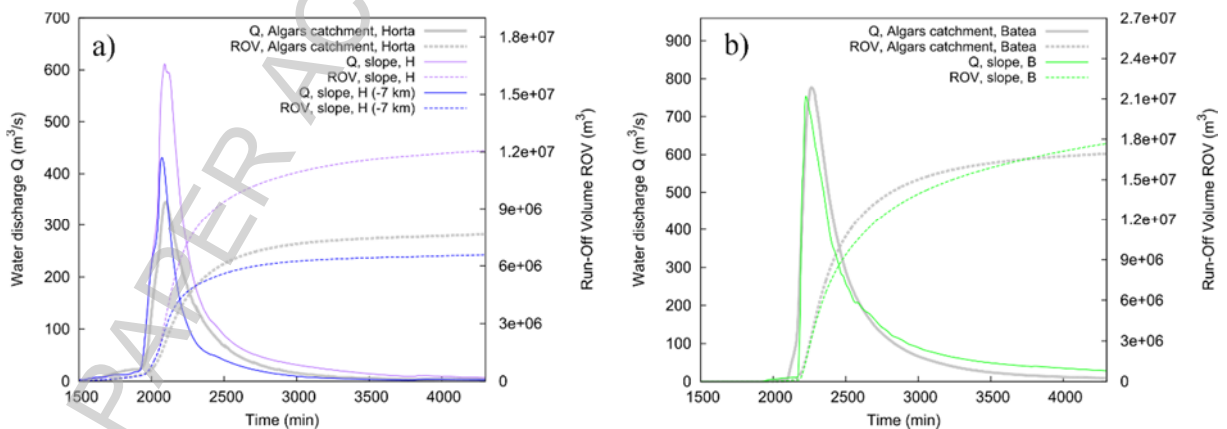 a)
Q, Algars catchment, Horta
ROV, Algars catchment, Horta
Q, slope, H
ROV, slope, H
Q, slope, H (-7 km)
ROV, slope, H (-7 km)
700
600
500
400
300
200
100
0
Water discharge Q (m³/s)
1.8e+07
1.5e+07
1.2e+07
9e+06
6e+06
3e+06
0
Run-Off Volume ROV (m³)
1500 2000 2500 3000 3500 4000
Time (min)
b)
Q, Algars catchment, Batea
ROV, Algars catchment, Batea
Q, slope, B
ROV, slope, B
900
800
700
600
500
400
300
200
100
0
Water discharge Q (m³/s)
2.7e+07
2.4e+07
2.1e+07
1.8e+07
1.5e+07
1.2e+07
9e+06
6e+06
3e+06
0
Run-Off Volume ROV (m³)
1500 2000 2500 3000 3500 4000
Time (min)
PAPER AC